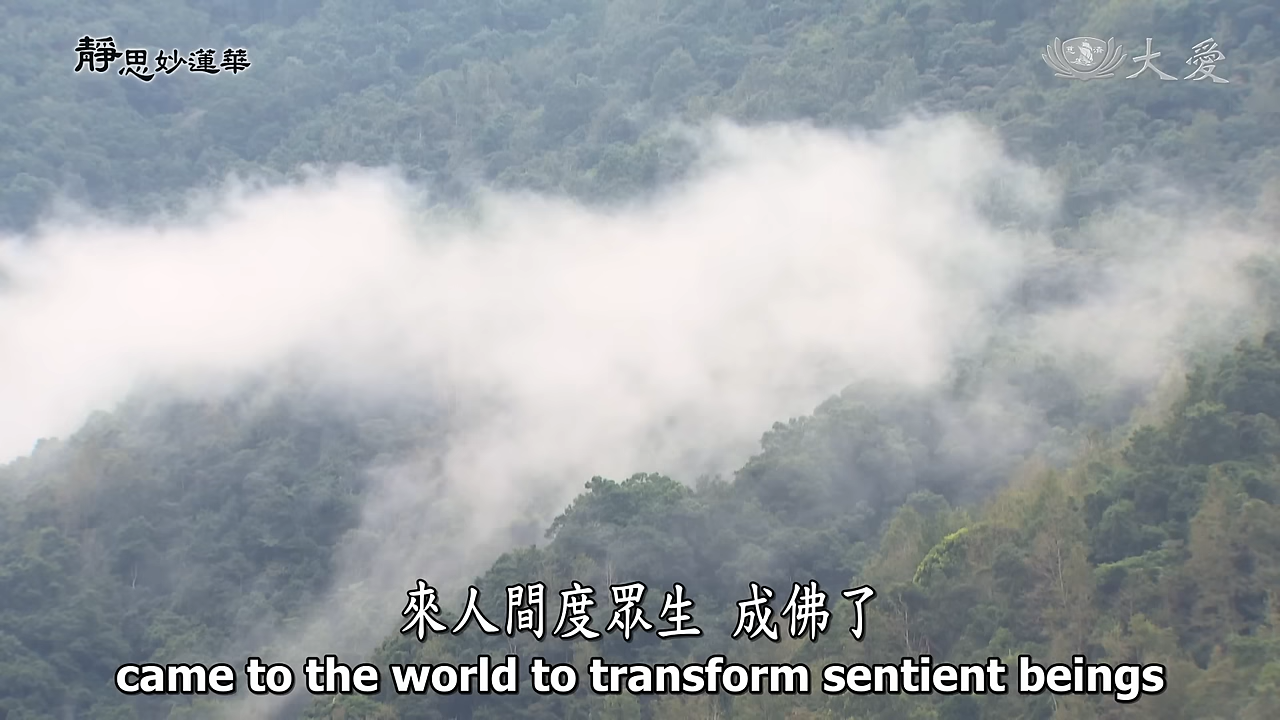 靜思妙蓮華
大愛
來人間度眾生 成佛了
came to the world to transform sentient beings